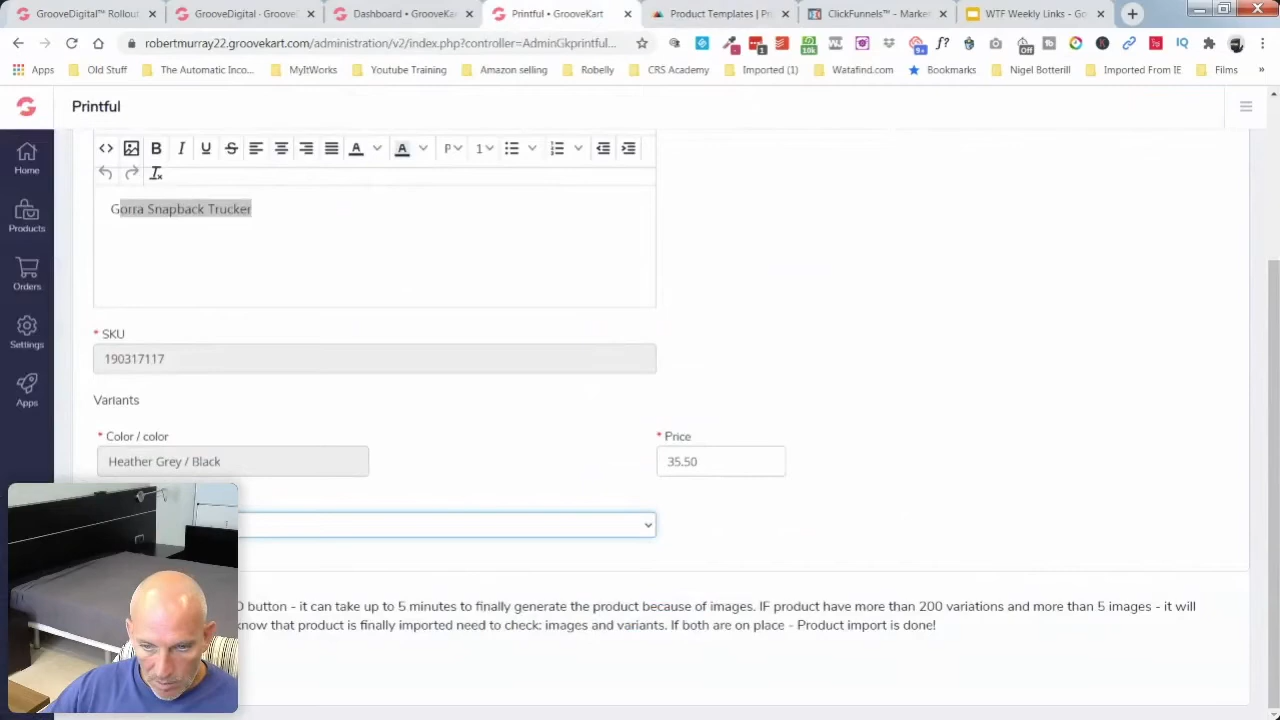 GrooveDigital™ Rollout
GrooveDigital - GrooveD
Dashboard • GrooveKar
Printful • GrooveKart
Product Templates | Pri
ClickFunnels™ - Market
WTF Weekly Links - Go
robertmurray22.groovekart.com/administration/v2/index.php?controller=AdminGkprintful...
Apps
Old Stuff
The Automatic Inco...
MyItWorks
Youtube Training
Amazon selling
Robelly
CRS Academy
Imported (1)
Watafind.com
Bookmarks
Nigel Botterill
Imported From IE
Films
»
Printful
Home
Products
Orders
Settings
Apps
Gorra Snapback Trucker
* SKU
190317117
Variants
* Color / color
* Price
Heather Grey / Black
35.50
button - it can take up to 5 minutes to finally generate the product because of images. IF product have more than 200 variations and more than 5 images - it will
know that product is finally imported need to check: images and variants. If both are on place - Product import is done!